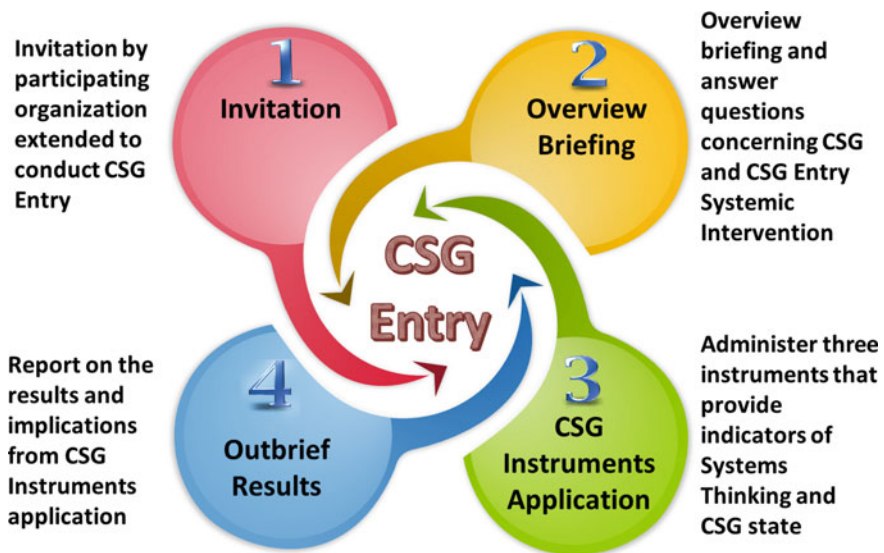 Invitation by
participating
organization
extended to
conduct CSG
Entry
1
Invitation
2
Overview
Briefing
Overview
briefing and
answer
questions
concerning CSG
and CSG Entry
Systemic
Intervention
CSG
Entry
Report on the
results and
implications
from CSG
Instruments
application
4
Outbrief
Results
3
CSG
Instruments
Application
Administer three
instruments that
provide
indicators of
Systems
Thinking and
CSG state